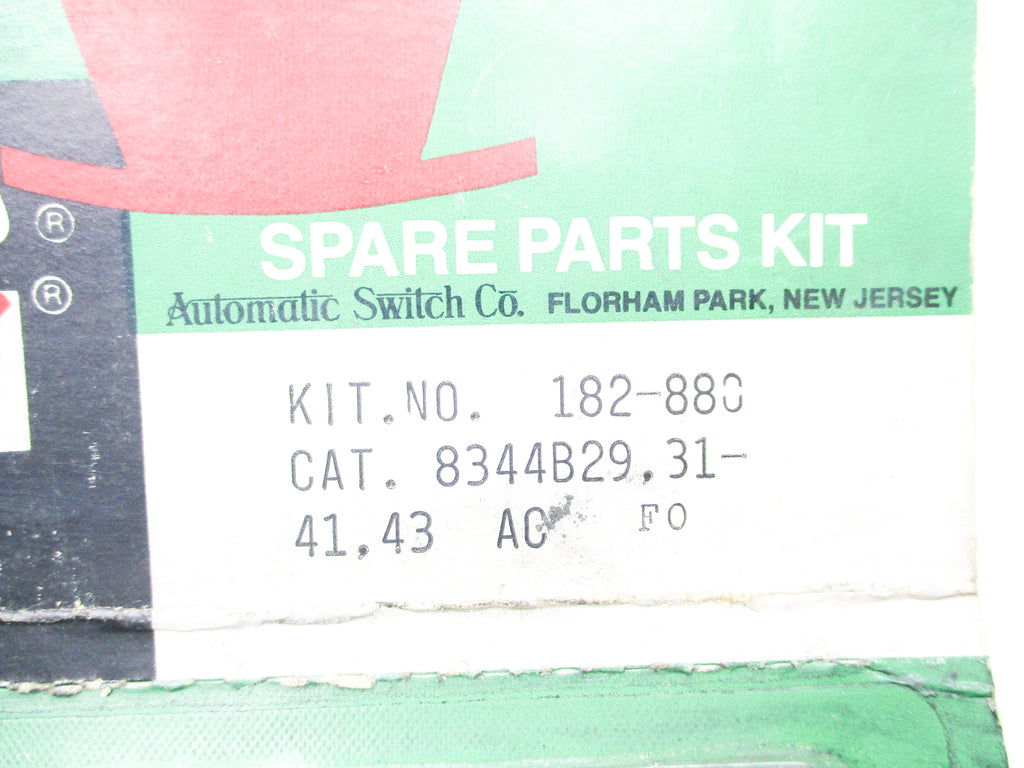 ®
®
SPARE PARTS KIT
Automatic Switch Co. FLORHAM PARK, NEW JERSEY
KIT.NO. 182-880
CAT. 8344B29,31-
41,43 AC FO